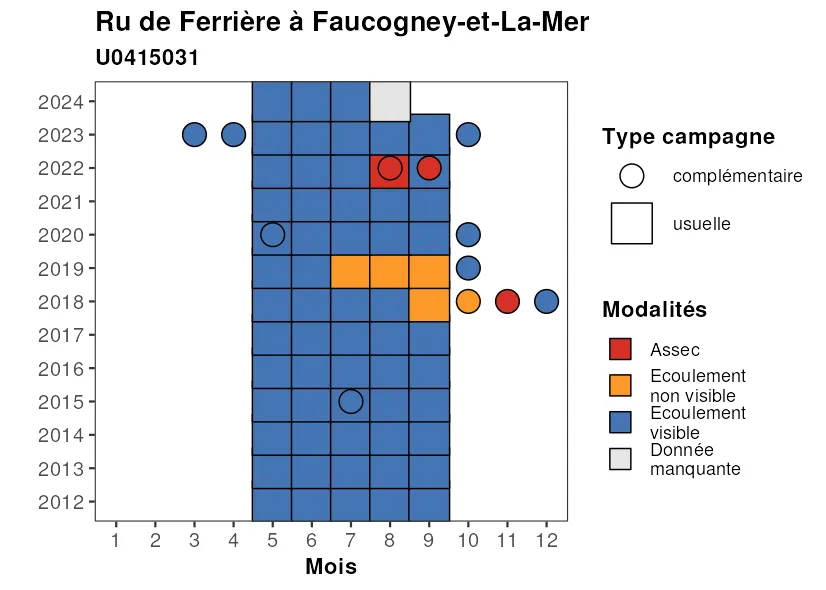 Ru de Ferrière à Faucogney-et-La-Mer
U0415031
2024
2023
2022
2021
2020
2019
2018
2017
2016
2015
2014
2013
2012
1 2 3 4 5 6 7 8 9 10 11 12
Mois
Type campagne
complémentaire
usuelle
Modalités
Assec
Ecoulement
non visible
Ecoulement
visible
Donnée
manquante